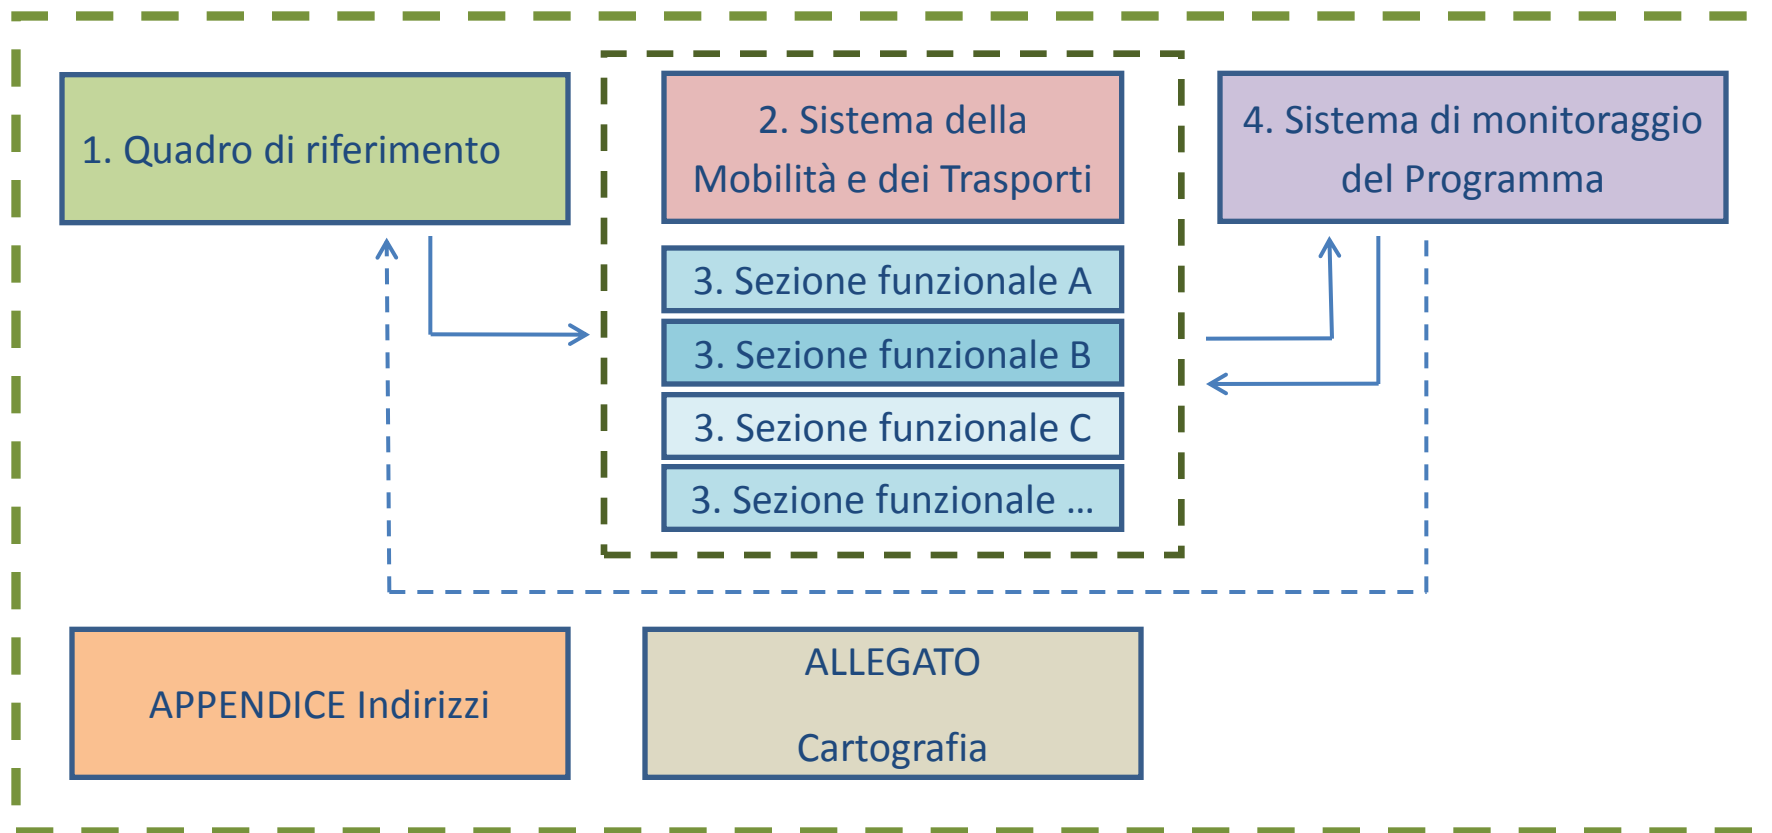 1. Quadro di riferimento
2. Sistema della
Mobilità e dei Trasporti
3. Sezione funzionale A
3. Sezione funzionale B
3. Sezione funzionale C
3. Sezione funzionale ...
4. Sistema di monitoraggio
del Programma
APPENDICE Indirizzi
ALLEGATO
Cartografia